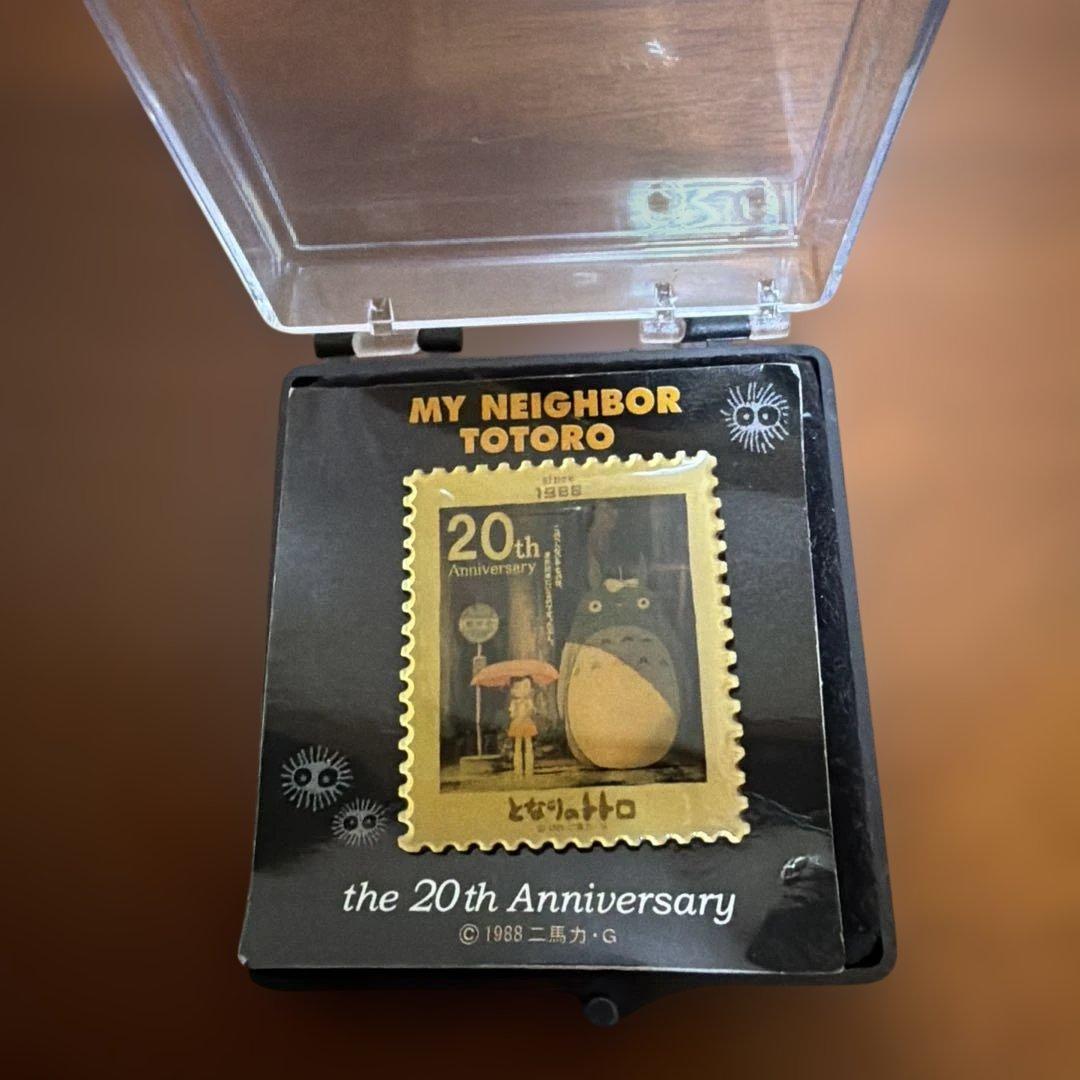 MY NEIGHBOR
TOTORO
since
1988
20th
Anniversary
となりのトトロ
the 20th Anniversary
© 1988 二馬力・G